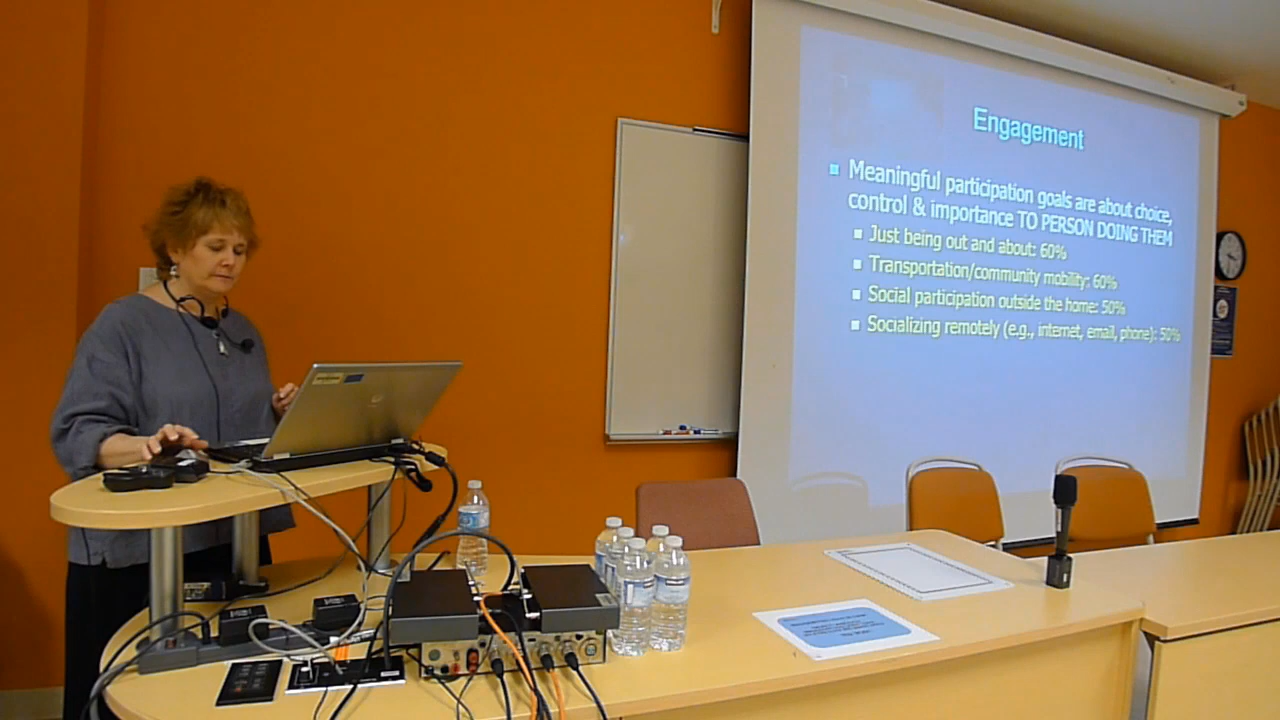 Engagement
Meaningful participation goals are about choice,
control & importance TO PERSON DOING THEM
Just being out and about: 60%
Transportation/community mobility: 60%
Social participation outside the home: 50%
Socializing remotely (e.g., internet, email, phone): 50%